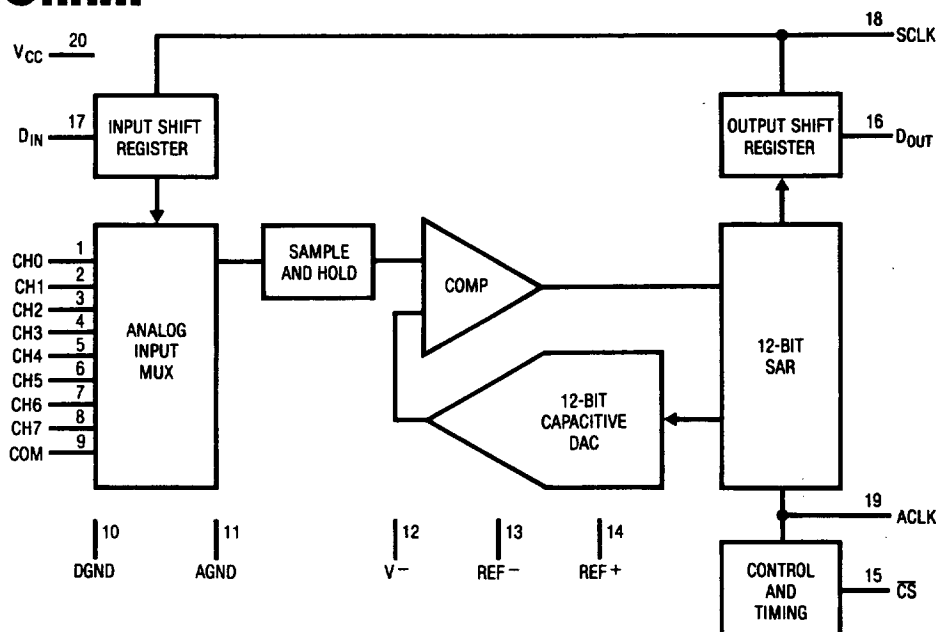 18
SCLK
20
VCC
17
DIN
INPUT SHIFT
REGISTER
OUTPUT SHIFT
REGISTER
16
DOUT
CH0 1
CH1 2
CH2 3
CH3 4
CH4 5
CH5 6
CH6 7
CH7 8
COM 9
ANALOG
INPUT
MUX
SAMPLE
AND HOLD
COMP
12-BIT
CAPACITIVE
DAC
12-BIT
SAR
19
ACLK
10
DGND
11
AGND
12
V−
13
REF−
14
REF+
CONTROL
AND
TIMING
15
C̅S̅